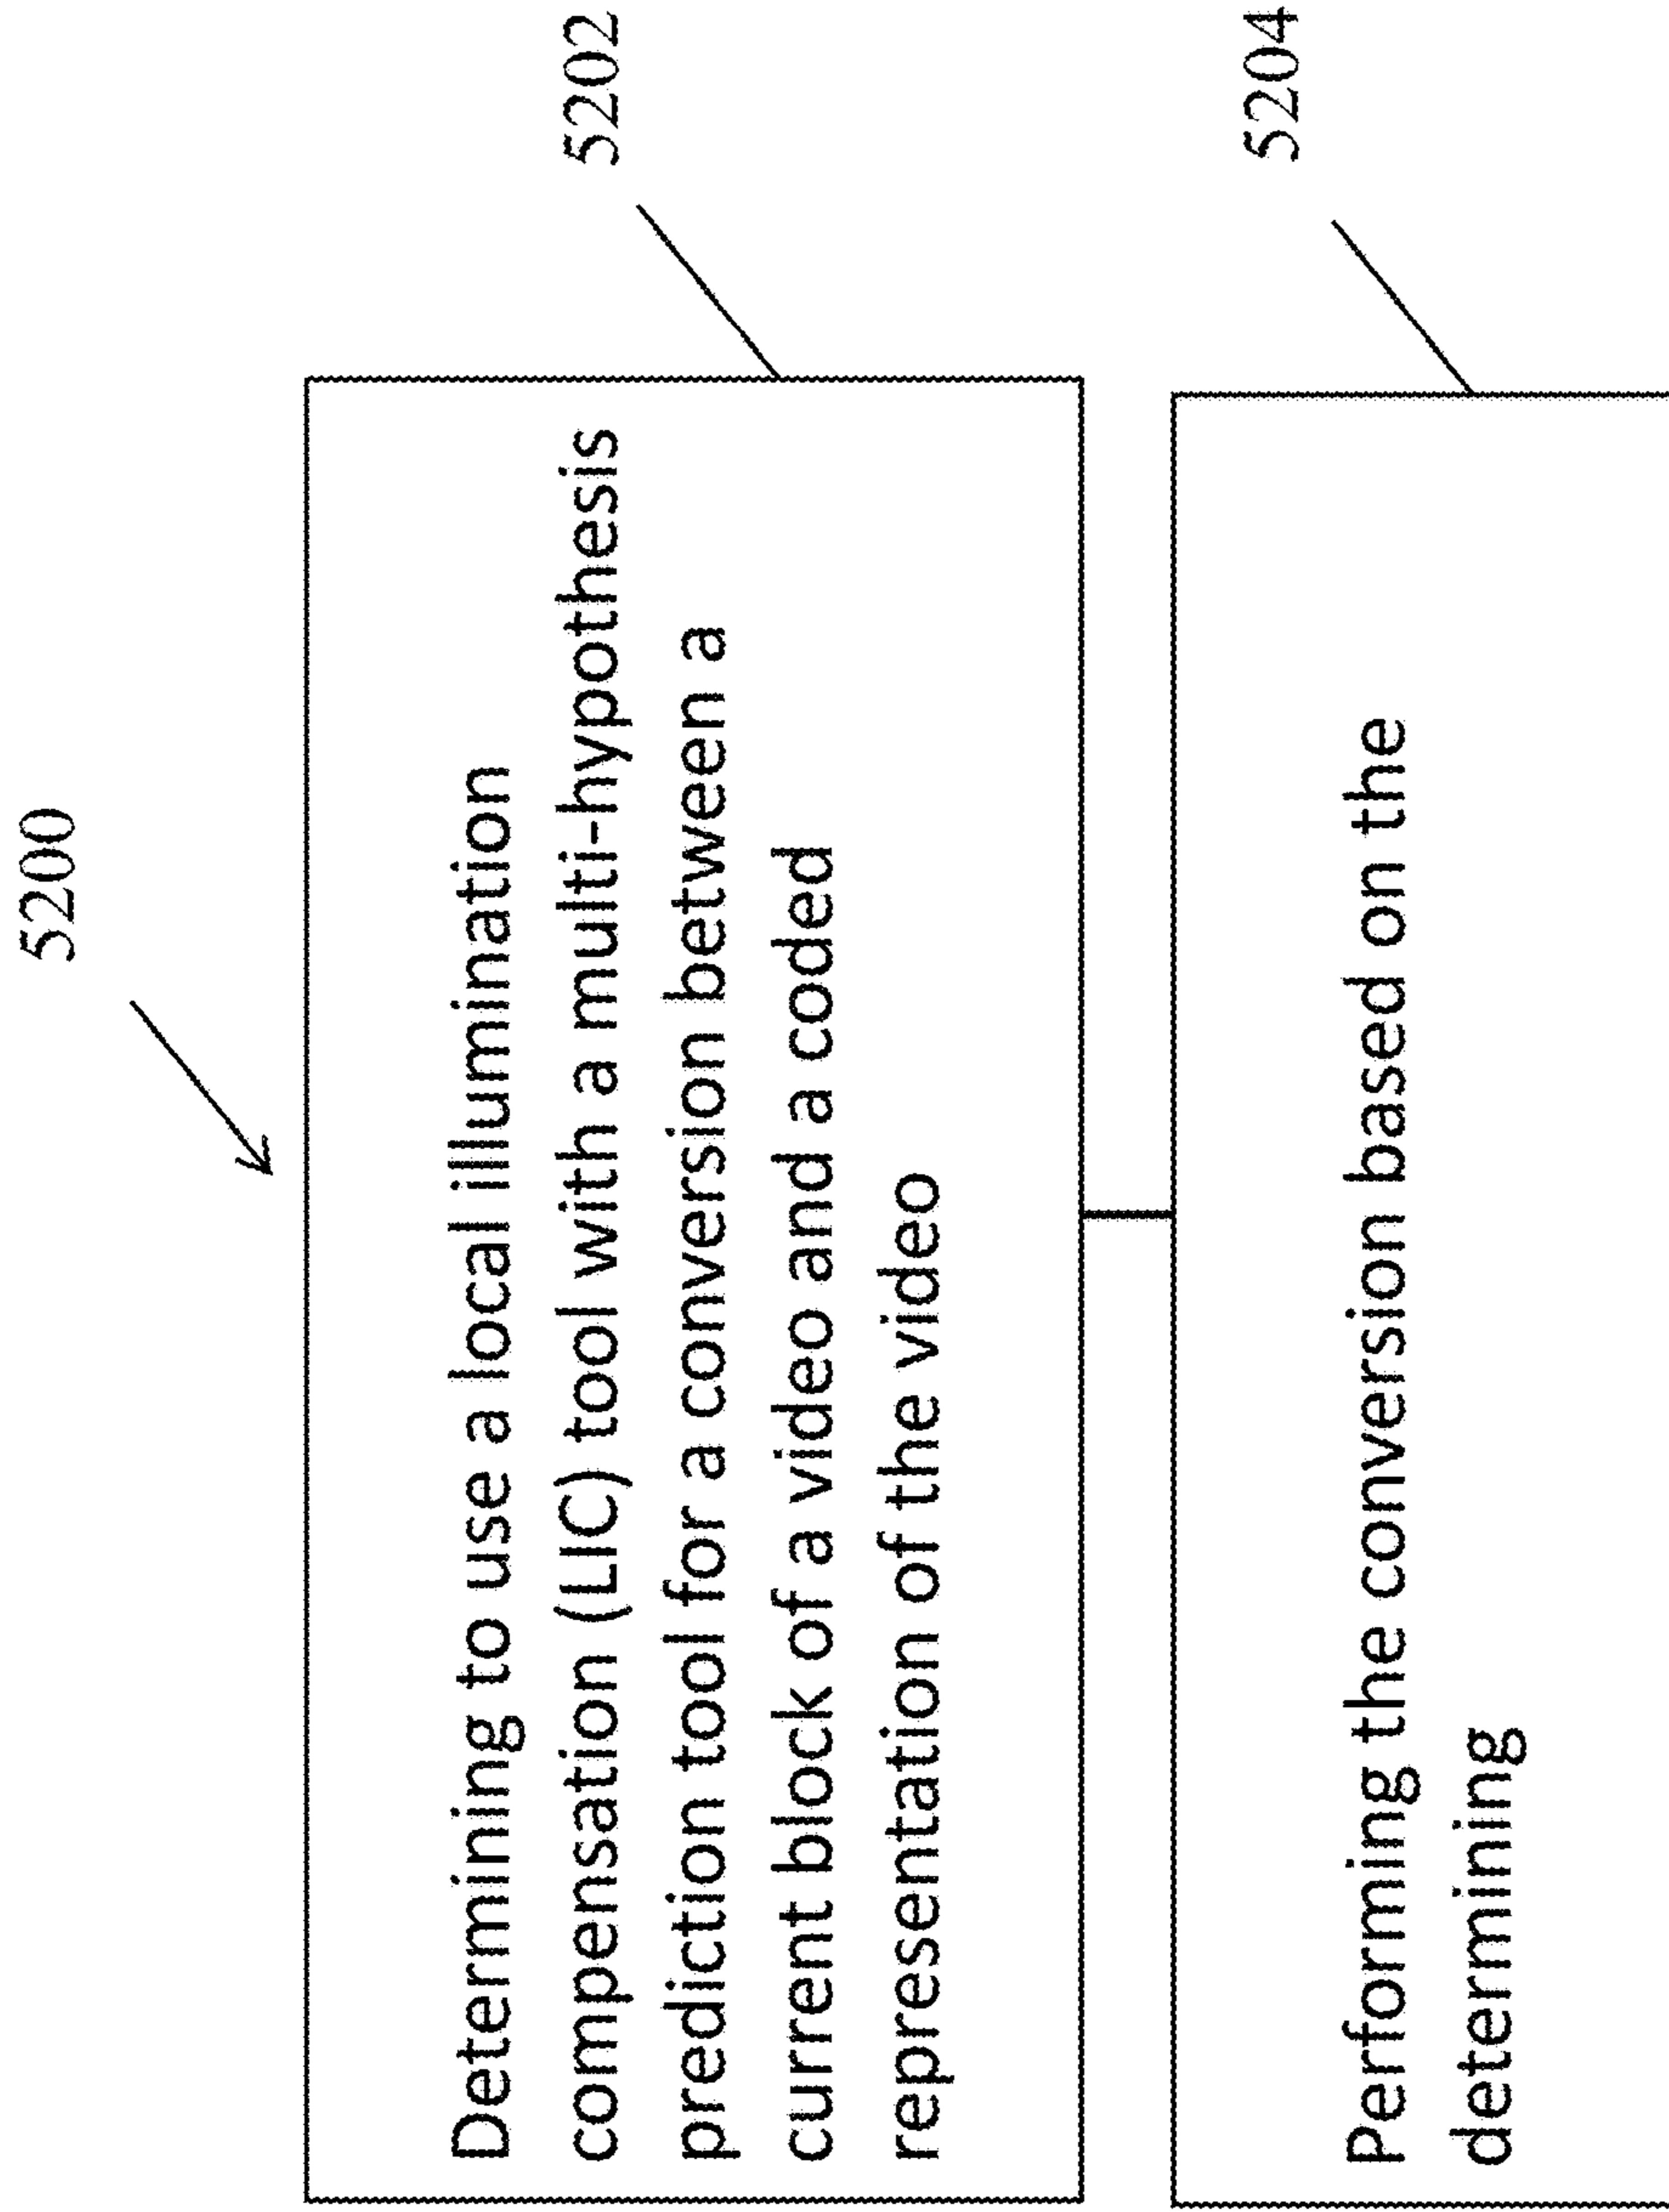 5200
Determining to use a local illumination
compensation (LIC) tool with a multi-hypothesis
prediction tool for a conversion between a
current block of a video and a coded
representation of the video
5202
Performing the conversion based on the
determining
5204